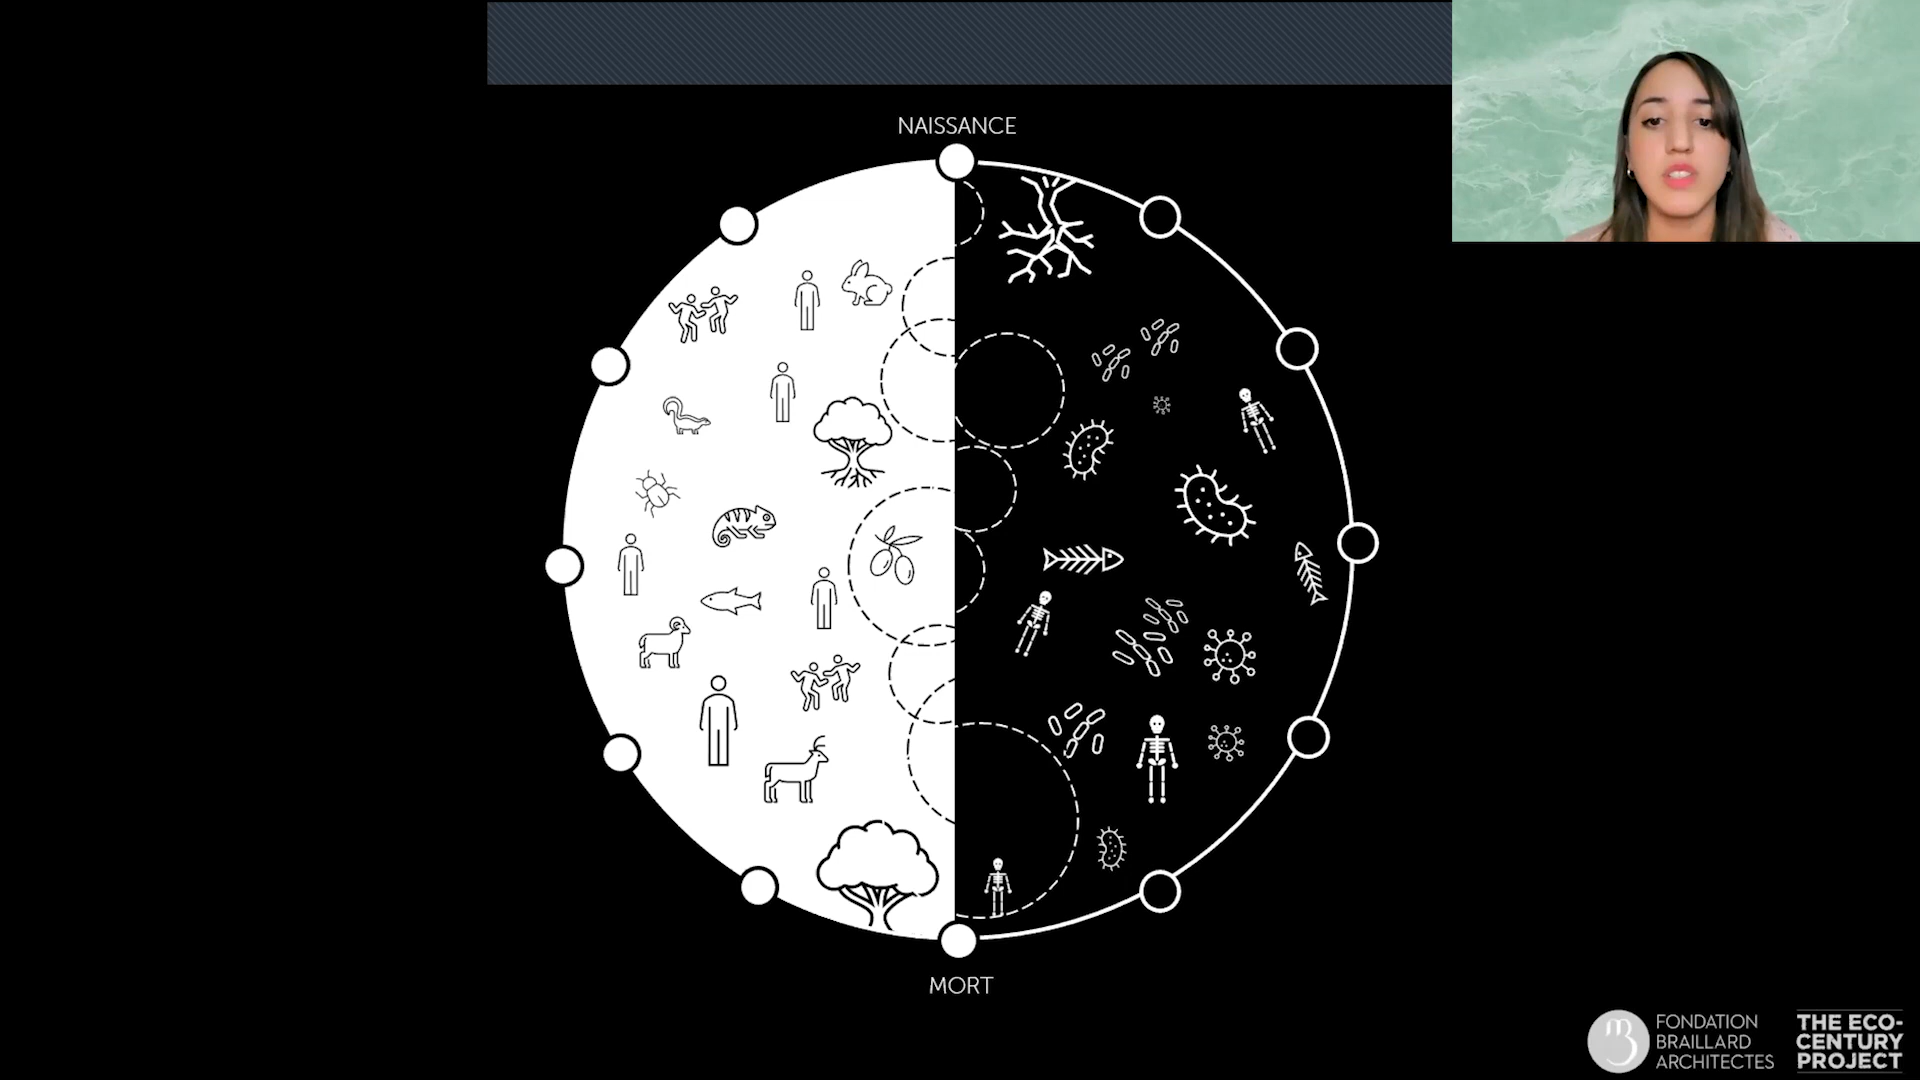 NAISSANCE
MORT
FONDATION
BRAILLARD
ARCHITECTES
THE ECO-
CENTURY
PROJECT